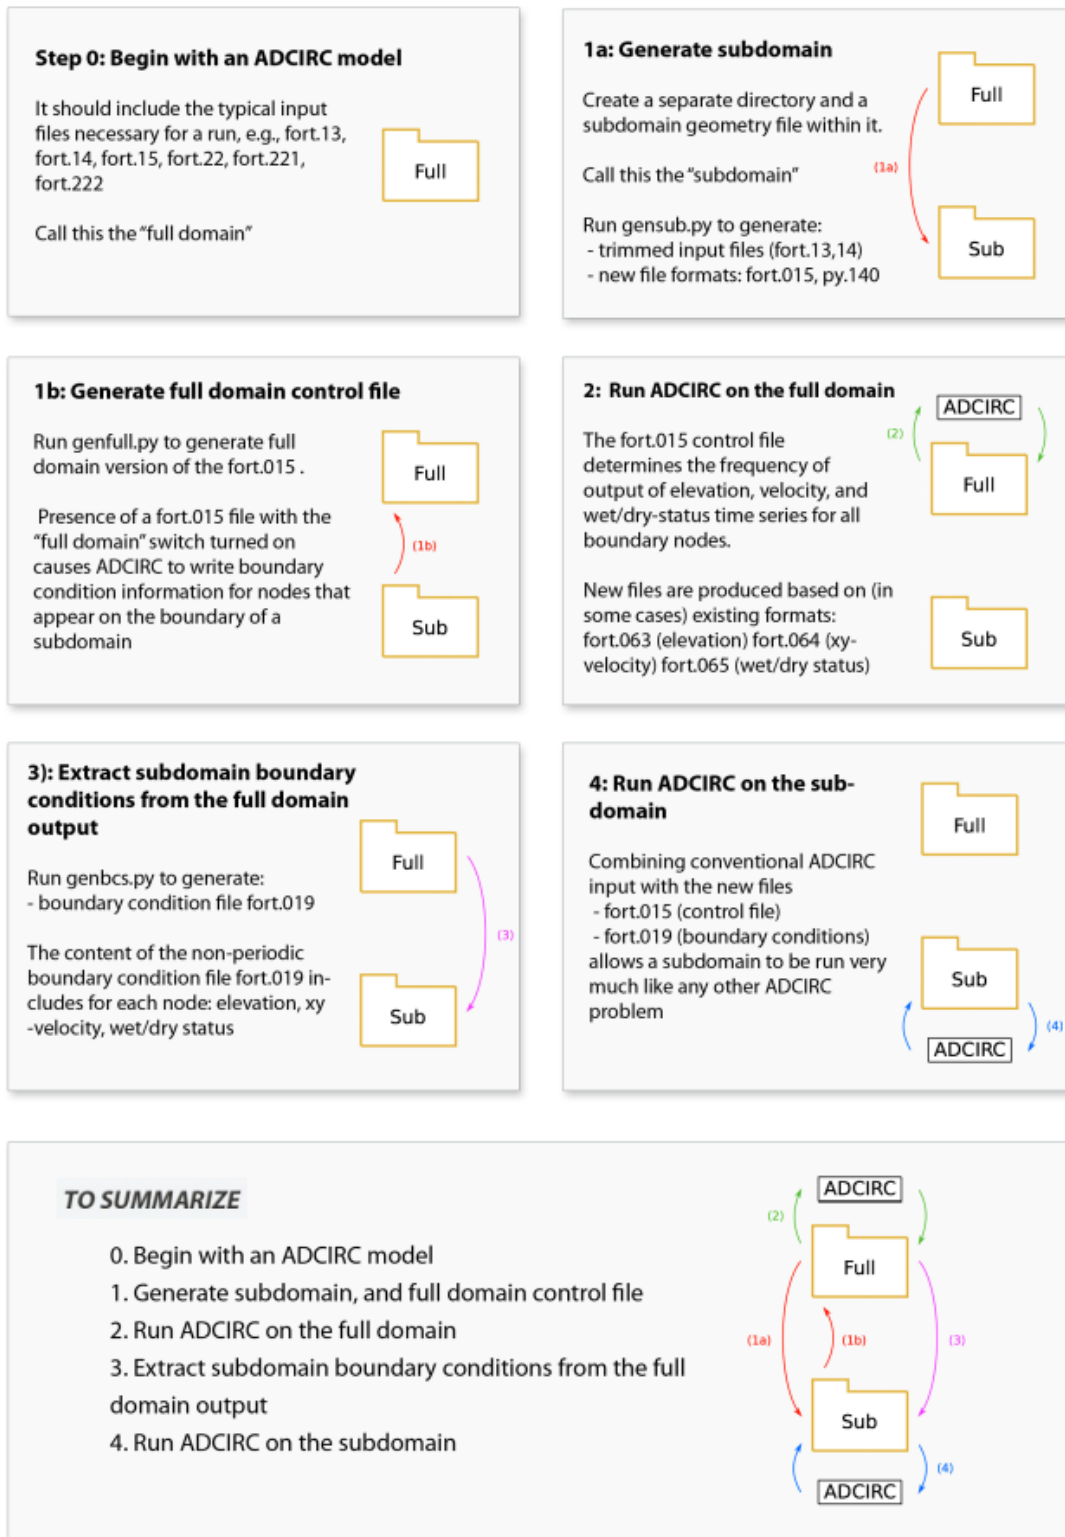 Step 0: Begin with an ADCIRC model
It should include the typical input
files necessary for a run, e.g., fort.13,
fort.14, fort.15, fort.22, fort.221,
fort.222
Call this the “full domain”
Full
1a: Generate subdomain
Create a separate directory and a
subdomain geometry file within it.
Call this the “subdomain”
Run gensub.py to generate:
- trimmed input files (fort.13,14)
- new file formats: fort.015, py.140
Full
(1a)
Sub
1b: Generate full domain control file
Run genfull.py to generate full
domain version of the fort.015 .
Presence of a fort.015 file with the
“full domain” switch turned on
causes ADCIRC to write boundary
condition information for nodes that
appear on the boundary of a
subdomain
Full
(1b)
Sub
2: Run ADCIRC on the full domain
The fort.015 control file
determines the frequency of
output of elevation, velocity, and
wet/dry-status time series for all
boundary nodes.
New files are produced based on (in
some cases) existing formats:
fort.063 (elevation) fort.064 (xy-
velocity) fort.065 (wet/dry status)
ADCIRC
(2)
Full
Sub
3): Extract subdomain boundary
conditions from the full domain
output
Run genbcs.py to generate:
- boundary condition file fort.019
The content of the non-periodic
boundary condition file fort.019 in-
cludes for each node: elevation, xy
-velocity, wet/dry status
Full
(3)
Sub
4: Run ADCIRC on the sub-
domain
Combining conventional ADCIRC
input with the new files
- fort.015 (control file)
- fort.019 (boundary conditions)
allows a subdomain to be run very
much like any other ADCIRC
problem
Full
Sub
(4)
ADCIRC
TO SUMMARIZE
0. Begin with an ADCIRC model
1. Generate subdomain, and full domain control file
2. Run ADCIRC on the full domain
3. Extract subdomain boundary conditions from the full
domain output
4. Run ADCIRC on the subdomain
ADCIRC
(2)
Full
(1a)
(1b)
(3)
Sub
(4)
ADCIRC